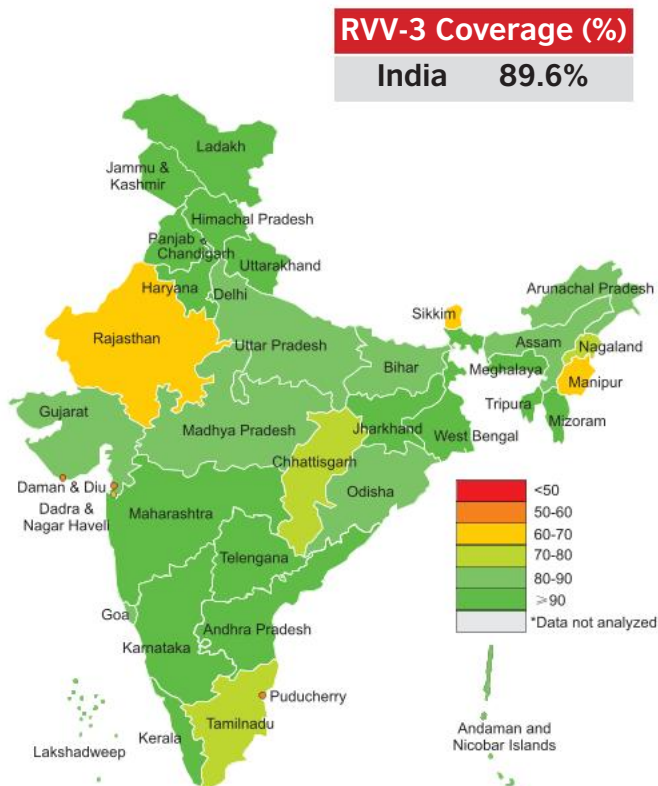 RVV-3 Coverage (%)
India 89.6%
Ladakh
Jammu &
Kashmir
Himachal Pradesh
Panjab
Chandigarh
Uttarakhand
Haryana
Delhi
Arunachal Pradesh
Sikkim
Rajasthan
Uttar Pradesh
Assam
Nagaland
Bihar
Meghalaya
Manipur
Gujarat
Tripura
Jharkhand
Mizoram
Madhya Pradesh
West Bengal
Chhattisgarh
Daman & Diu
Odisha
Dadra &
Nagar Haveli
Maharashtra
<50
50-60
60-70
70-80
80-90
≥90
*Data not analyzed
Telengana
Goa
Andhra Pradesh
Karnataka
Puducherry
Tamilnadu
Kerala
Lakshadweep
Andaman and
Nicobar Islands